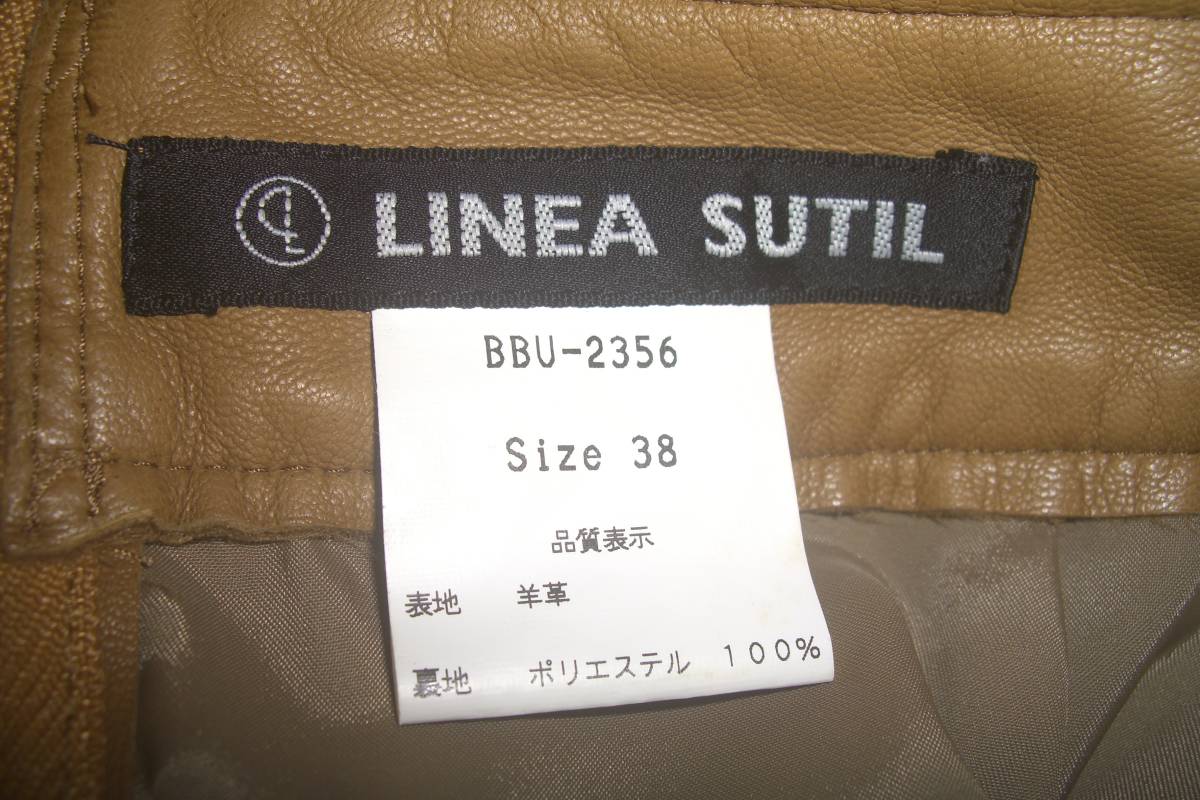 LINEA SUTIL
BBU-2356
Size 38
品質表示
表地 羊革
裏地 ポリエステル 100%